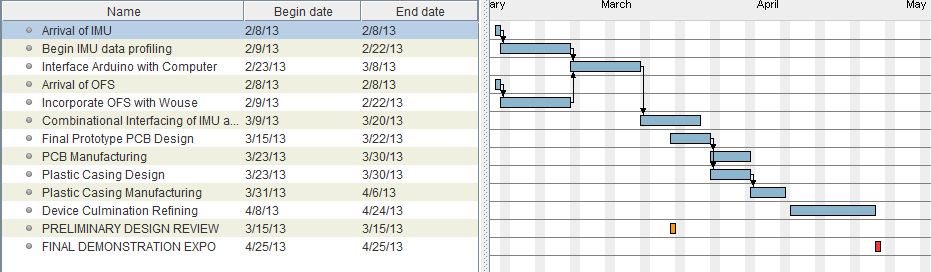 Name Begin date End date ary March April May
Arrival of IMU 2/8/13 2/8/13
Begin IMU data profiling 2/9/13 2/22/13
Interface Arduino with Computer 2/23/13 3/8/13
Arrival of OFS 2/8/13 2/8/13
Incorporate OFS with Wouse 2/9/13 2/22/13
Combinational Interfacing of IMU a... 3/9/13 3/20/13
Final Prototype PCB Design 3/15/13 3/22/13
PCB Manufacturing 3/23/13 3/30/13
Plastic Casing Design 3/23/13 3/30/13
Plastic Casing Manufacturing 3/31/13 4/6/13
Device Culmination Refining 4/8/13 4/24/13
PRELIMINARY DESIGN REVIEW 3/15/13 3/15/13
FINAL DEMONSTRATION EXPO 4/25/13 4/25/13